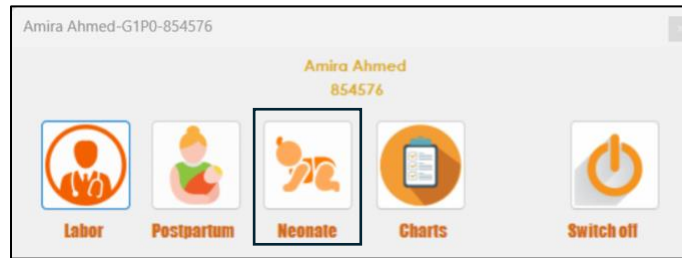 Amira Ahmed-G1P0-854576
Amira Ahmed
854576
Labor Postpartum Neonate Charts Switch off